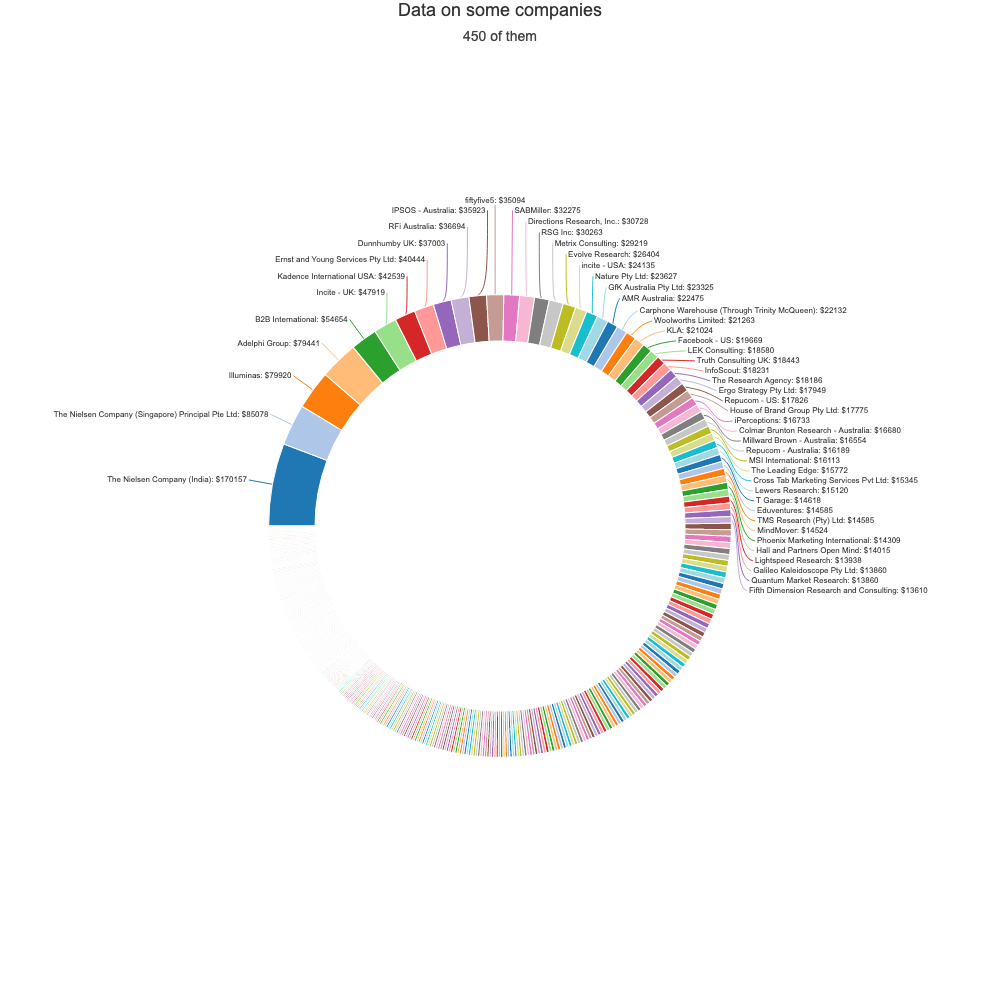 Data on some companies
450 of them
fiftyfive5: $35094
IPSOS - Australia: $35923
RFi Australia: $36694
Dunnhumby UK: $37003
Ernst and Young Services Pty Ltd: $40444
Kadence International USA: $42539
Incite - UK: $47919
B2B International: $54654
Adelphi Group: $79441
Illuminas: $79920
The Nielsen Company (Singapore) Principal Pte Ltd: $85078
The Nielsen Company (India): $170157
SABMiller: $32275
Directions Research, Inc.: $30728
RSG Inc: $30263
Metrix Consulting: $29219
Evolve Research: $26404
incite - USA: $24135
Nature Pty Ltd: $23627
GfK Australia Pty Ltd: $23325
AMR Australia: $22475
Carphone Warehouse (Through Trinity McQueen): $22132
Woolworths Limited: $21263
KLA: $21024
Facebook - US: $19669
LEK Consulting: $18580
Truth Consulting UK: $18443
InfoScout: $18231
The Research Agency: $18186
Ergo Strategy Pty Ltd: $17949
Repucom - US: $17826
House of Brand Group Pty Ltd: $17775
iPerceptions: $16733
Colmar Brunton Research - Australia: $16680
Millward Brown - Australia: $16554
Repucom - Australia: $16189
MSI International: $16113
The Leading Edge: $15772
Cross Tab Marketing Services Pvt Ltd: $15345
Lewers Research: $15120
T Garage: $14618
Eduventures: $14585
TMS Research (Pty) Ltd: $14585
MindMover: $14524
Phoenix Marketing International: $14309
Hall and Partners Open Mind: $14015
Lightspeed Research: $13938
Galileo Kaleidoscope Pty Ltd: $13860
Quantum Market Research: $13860
Fifth Dimension Research and Consulting: $13610